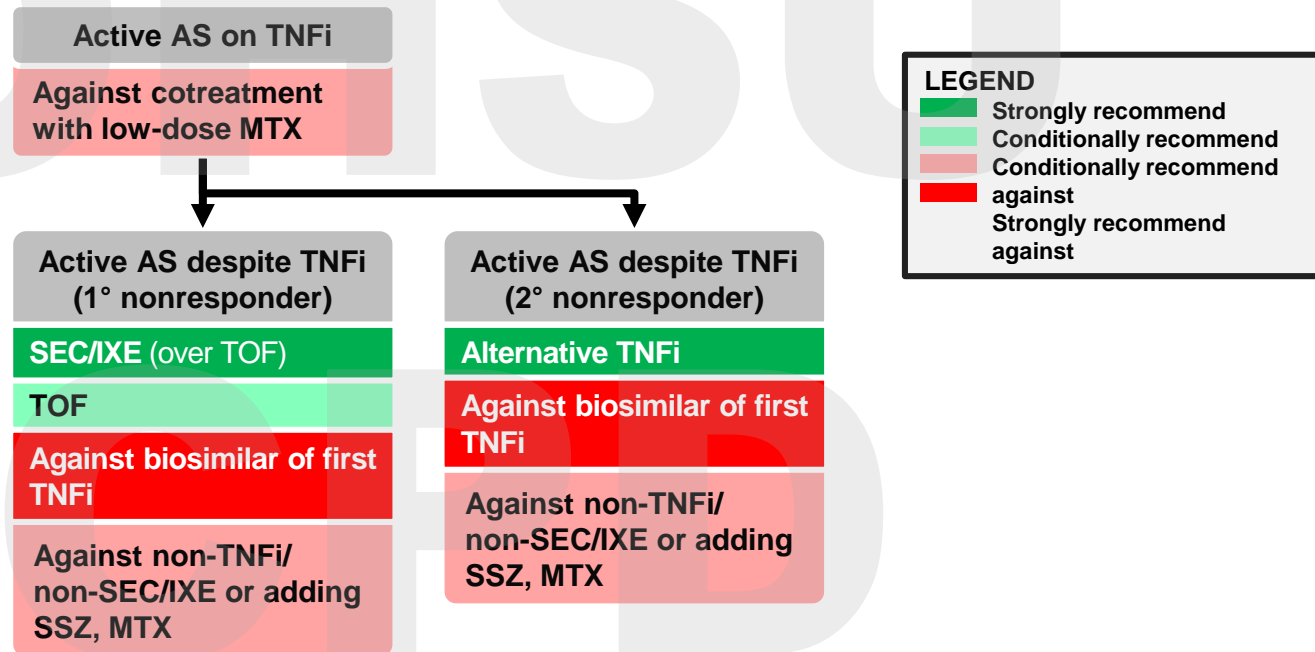 Active AS on TNFi
Against cotreatment
with low-dose MTX
LEGEND
Strongly recommend
Conditionally recommend
Conditionally recommend
against
Strongly recommend
against
Active AS despite TNFi
(1° nonresponder)
SEC/IXE (over TOF)
TOF
Against biosimilar of first
TNFi
Against non-TNFi/
non-SEC/IXE or adding
SSZ, MTX
Active AS despite TNFi
(2° nonresponder)
Alternative TNFi
Against biosimilar of first
TNFi
Against non-TNFi/
non-SEC/IXE or adding
SSZ, MTX
OHSU
CPD